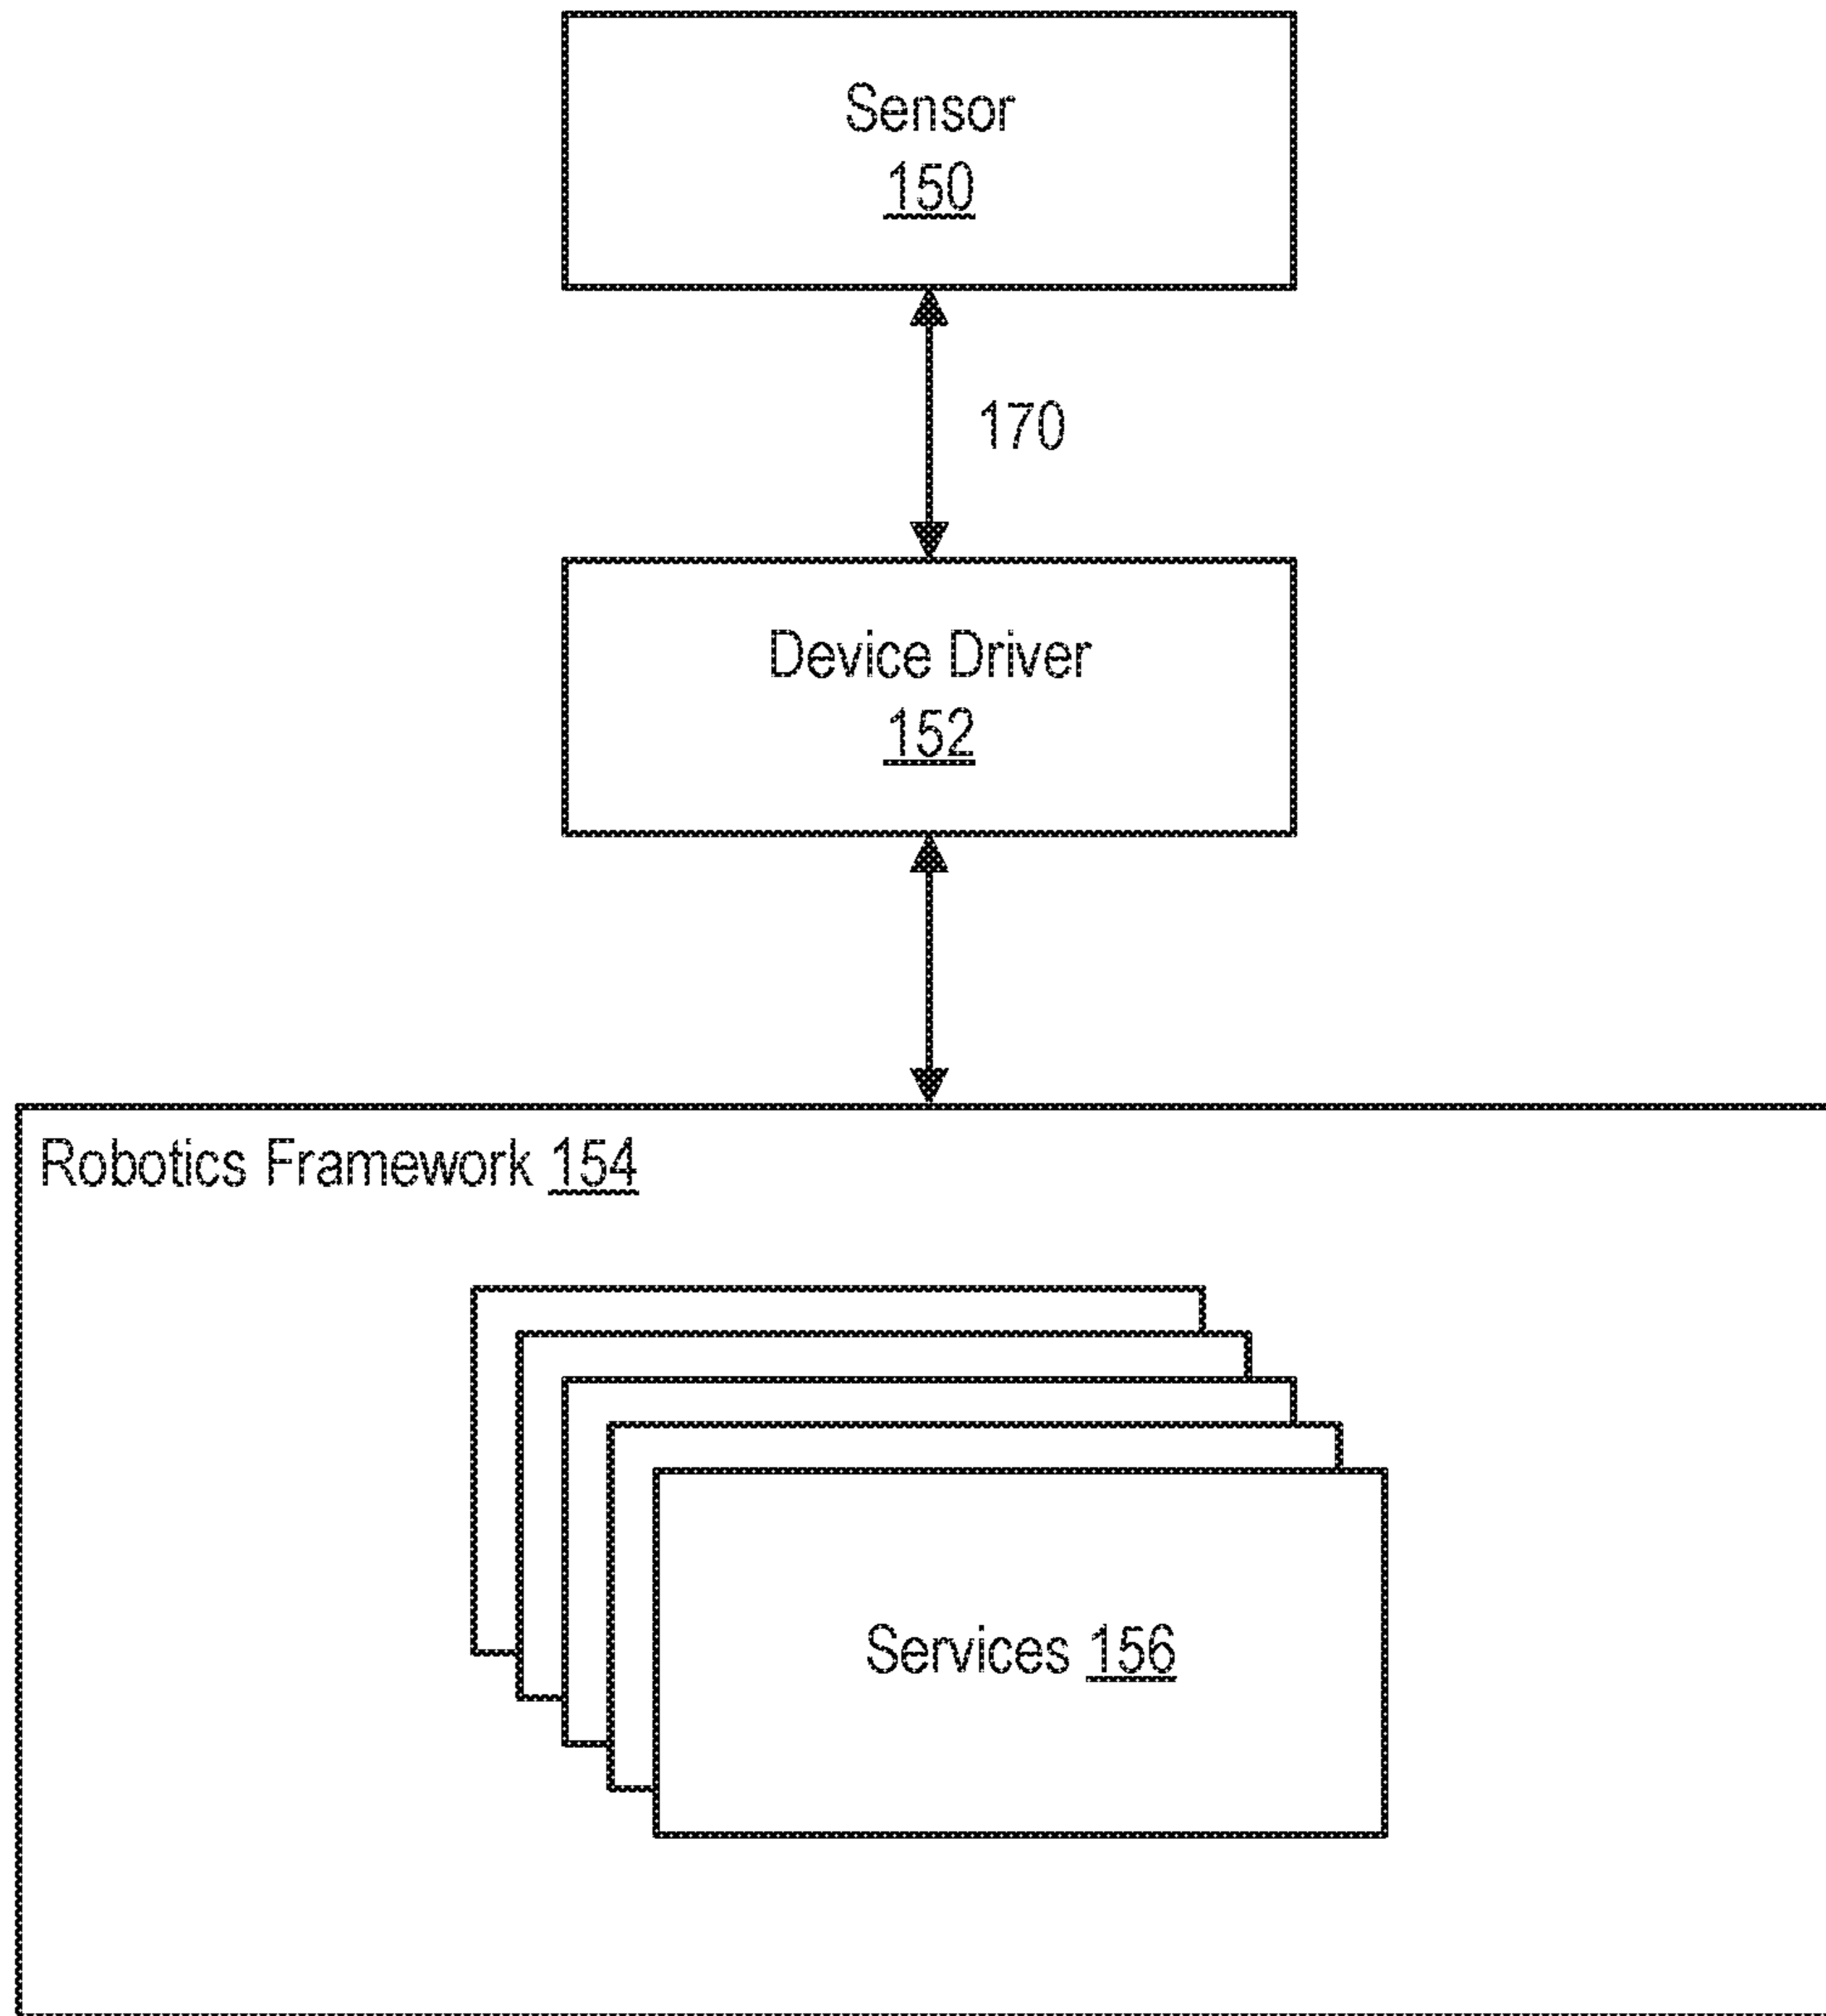 Sensor
150
170
Device Driver
152
Robotics Framework 154
Services 156